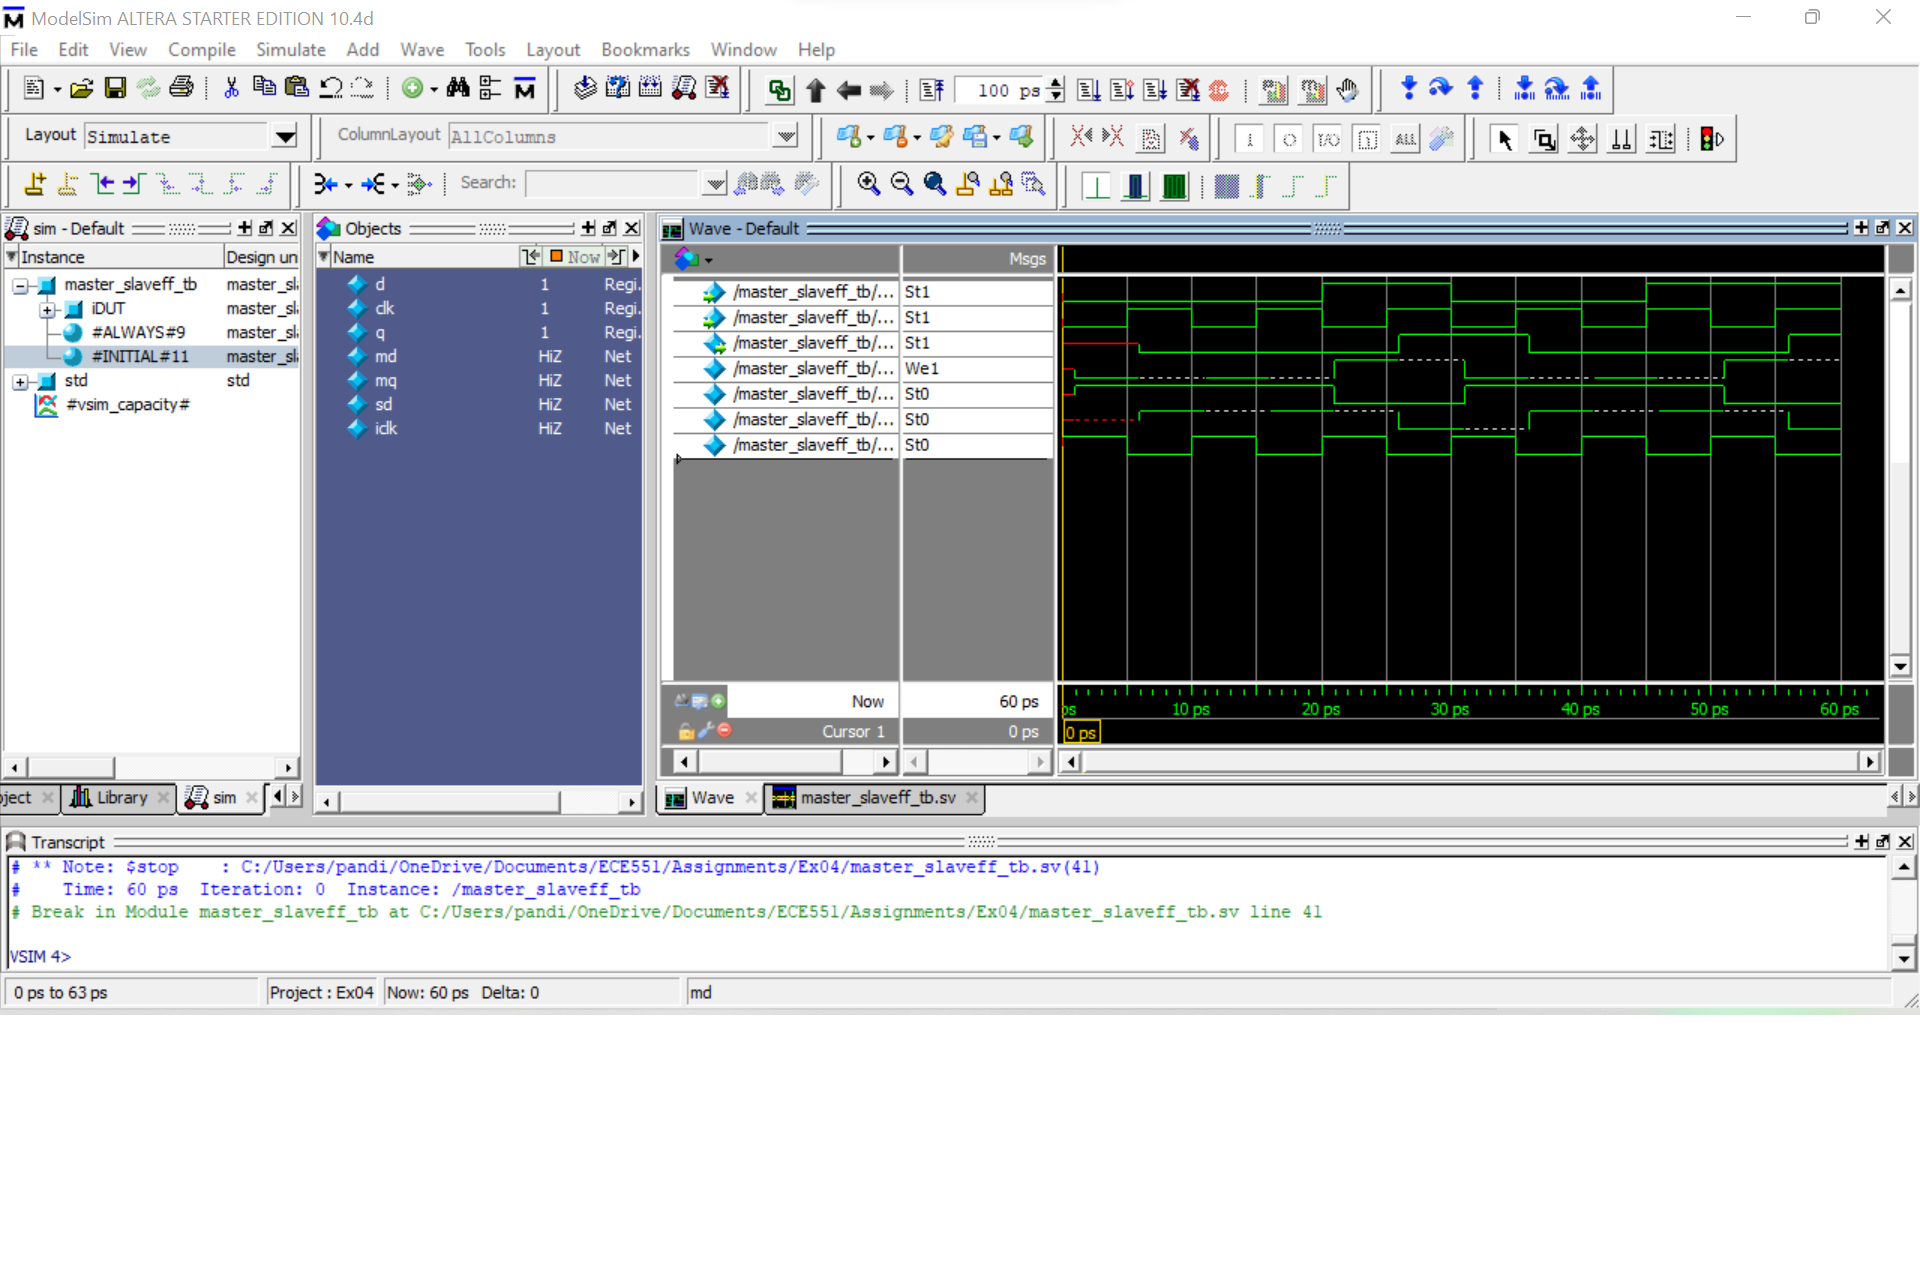 ModelSim ALTERA STARTER EDITION 10.4d
File Edit View Compile Simulate Add Wave Tools Layout Bookmarks Window Help
100 ps
Layout Simulate
ColumnLayout AllColumns
ALL
Search:
sim - Default
Instance Design un
master_slaveff_tb master_sl
iDUT master_sl
#ALWAYS#9 master_sl
#INITIAL#11 master_sl
std std
#vsim_capacity#
Objects
Name Now
d 1 Regi.
clk 1 Regi.
q 1 Regi.
md HiZ Net
mq HiZ Net
sd HiZ Net
iclk HiZ Net
Wave - Default
Msgs
/master_slaveff_tb/... St1
/master_slaveff_tb/... St1
/master_slaveff_tb/... St1
/master_slaveff_tb/... We1
/master_slaveff_tb/... St0
/master_slaveff_tb/... St0
/master_slaveff_tb/... St0
Now 60 ps
Cursor 1 0 ps
ps 10 ps 20 ps 30 ps 40 ps 50 ps 60 ps
0 ps
oject Library sim
Wave master_slaveff_tb.sv
Transcript
# ** Note: $stop : C:/Users/pandi/OneDrive/Documents/ECE551/Assignments/Ex04/master_slaveff_tb.sv(41)
# Time: 60 ps Iteration: 0 Instance: /master_slaveff_tb
# Break in Module master_slaveff_tb at C:/Users/pandi/OneDrive/Documents/ECE551/Assignments/Ex04/master_slaveff_tb.sv line 41
VSIM 4>
0 ps to 63 ps Project : Ex04 Now: 60 ps Delta: 0 md